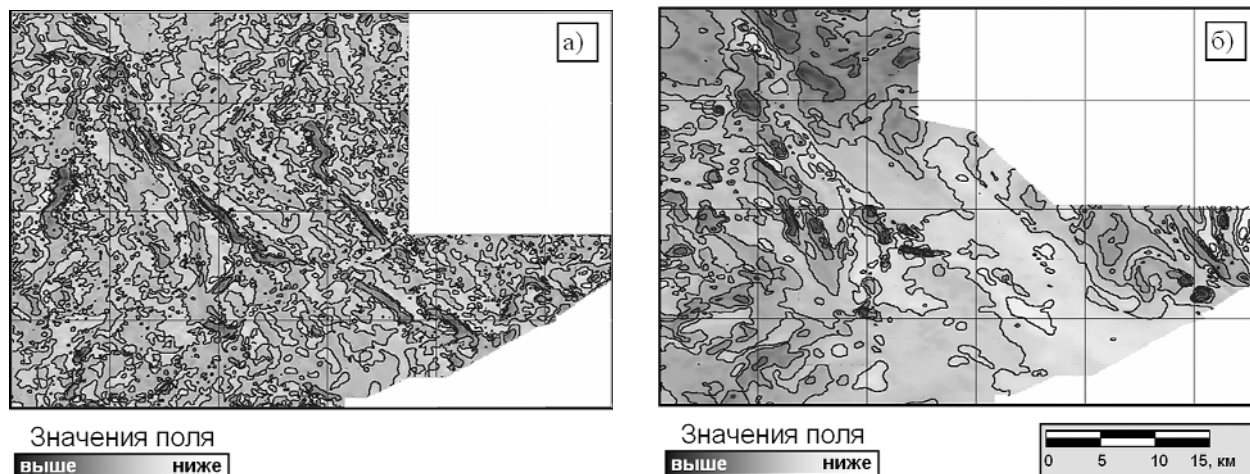 а)
б)
Значения поля
выше ниже
Значения поля
выше ниже
0 5 10 15, км